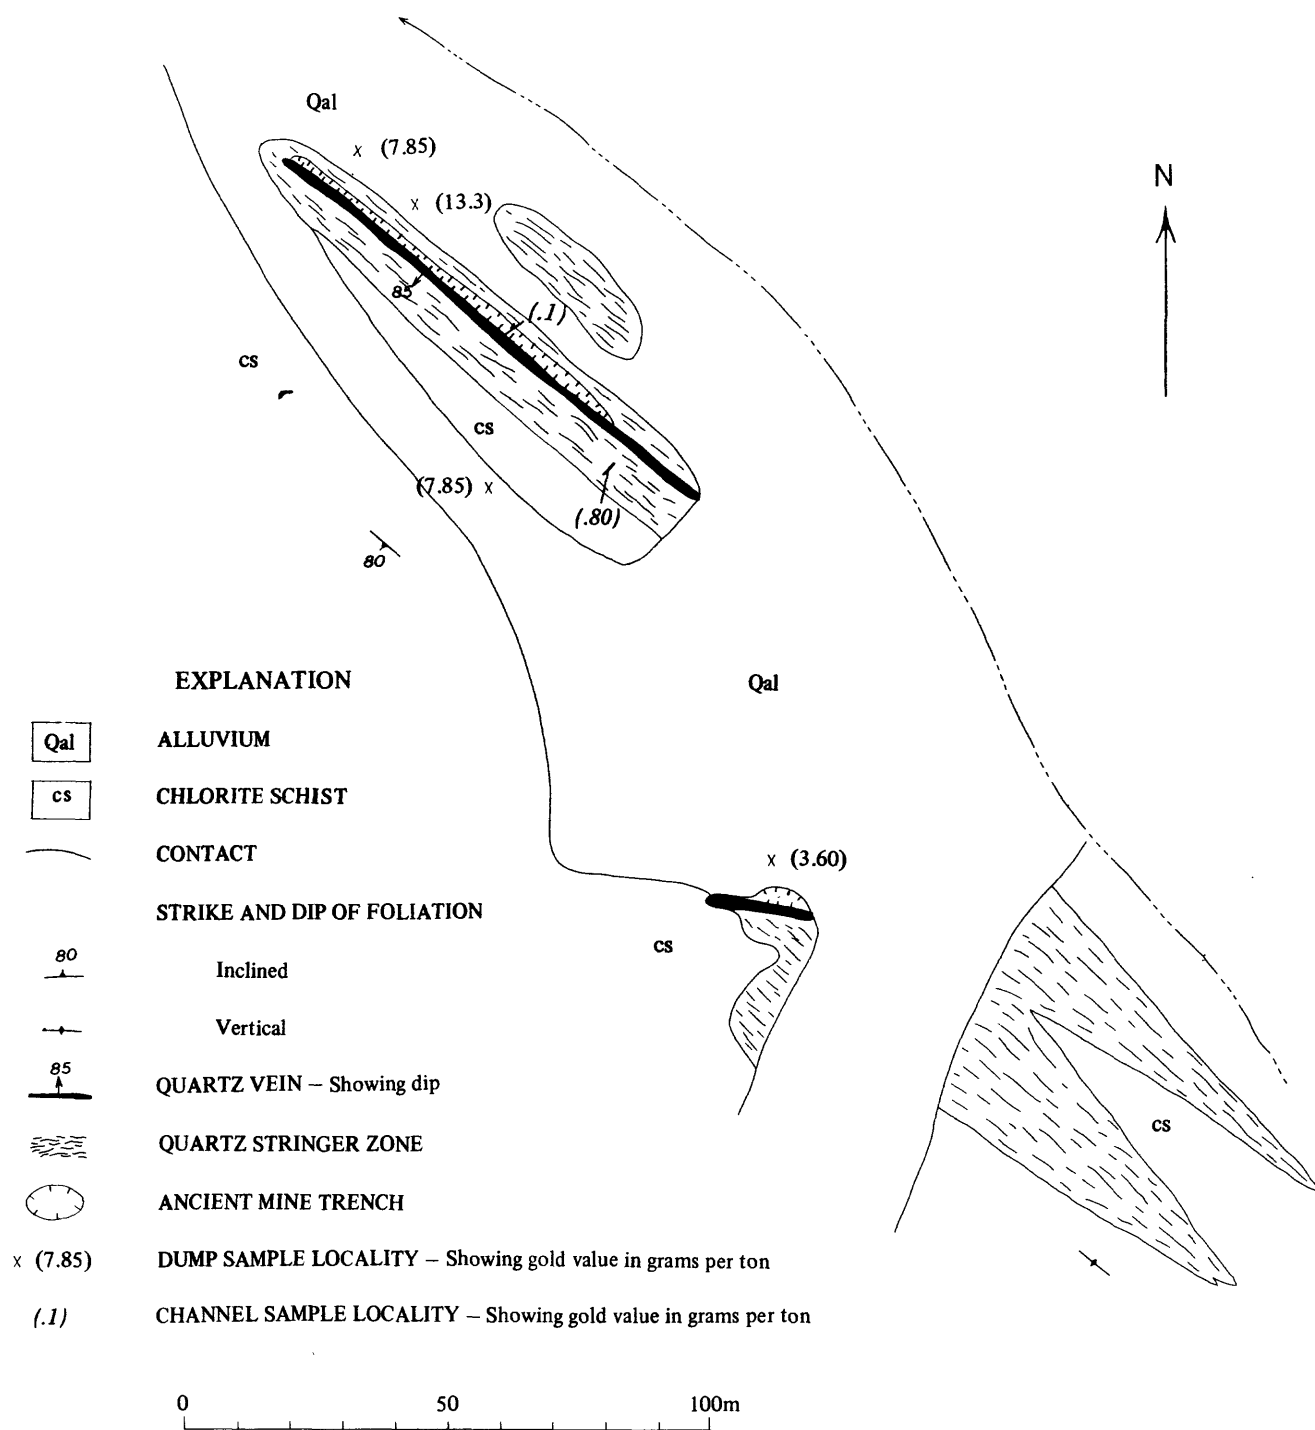 Qal
x (7.85)
N
x (13.3)
85
(.1)
cs
cs
(7.85) x
(.80)
80
EXPLANATION
Qal
Qal ALLUVIUM
cs CHLORITE SCHIST
CONTACT
x (3.60)
STRIKE AND DIP OF FOLIATION
cs
80 Inclined
Vertical
85 QUARTZ VEIN – Showing dip
cs
QUARTZ STRINGER ZONE
ANCIENT MINE TRENCH
x (7.85) DUMP SAMPLE LOCALITY – Showing gold value in grams per ton
(.1) CHANNEL SAMPLE LOCALITY – Showing gold value in grams per ton
0 50 100m